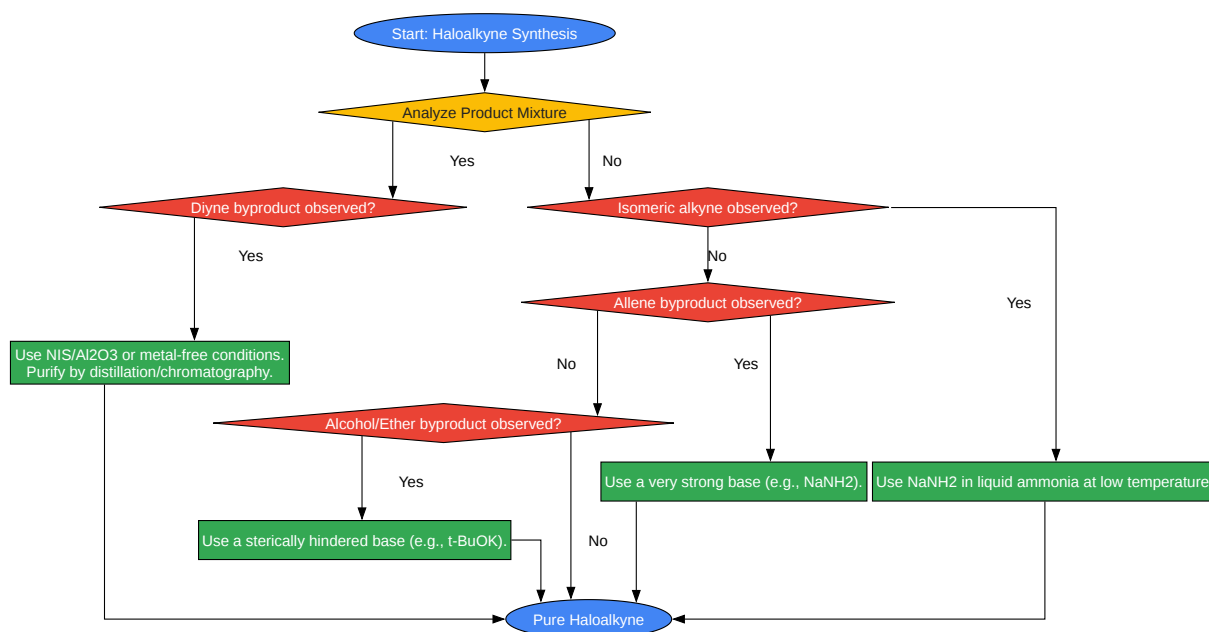 Start: Haloalkyne Synthesis
Analyze Product Mixture
Yes
No
Diyne byproduct observed?
Isomeric alkyne observed?
Yes
No
Allene byproduct observed?
Yes
Use NIS/Al2O3 or metal-free conditions.
Purify by distillation/chromatography.
No
Yes
Alcohol/Ether byproduct observed?
Yes
Use a very strong base (e.g., NaNH2).
Use NaNH2 in liquid ammonia at low temperature
Use a sterically hindered base (e.g., t-BuOK).
No
Pure Haloalkyne